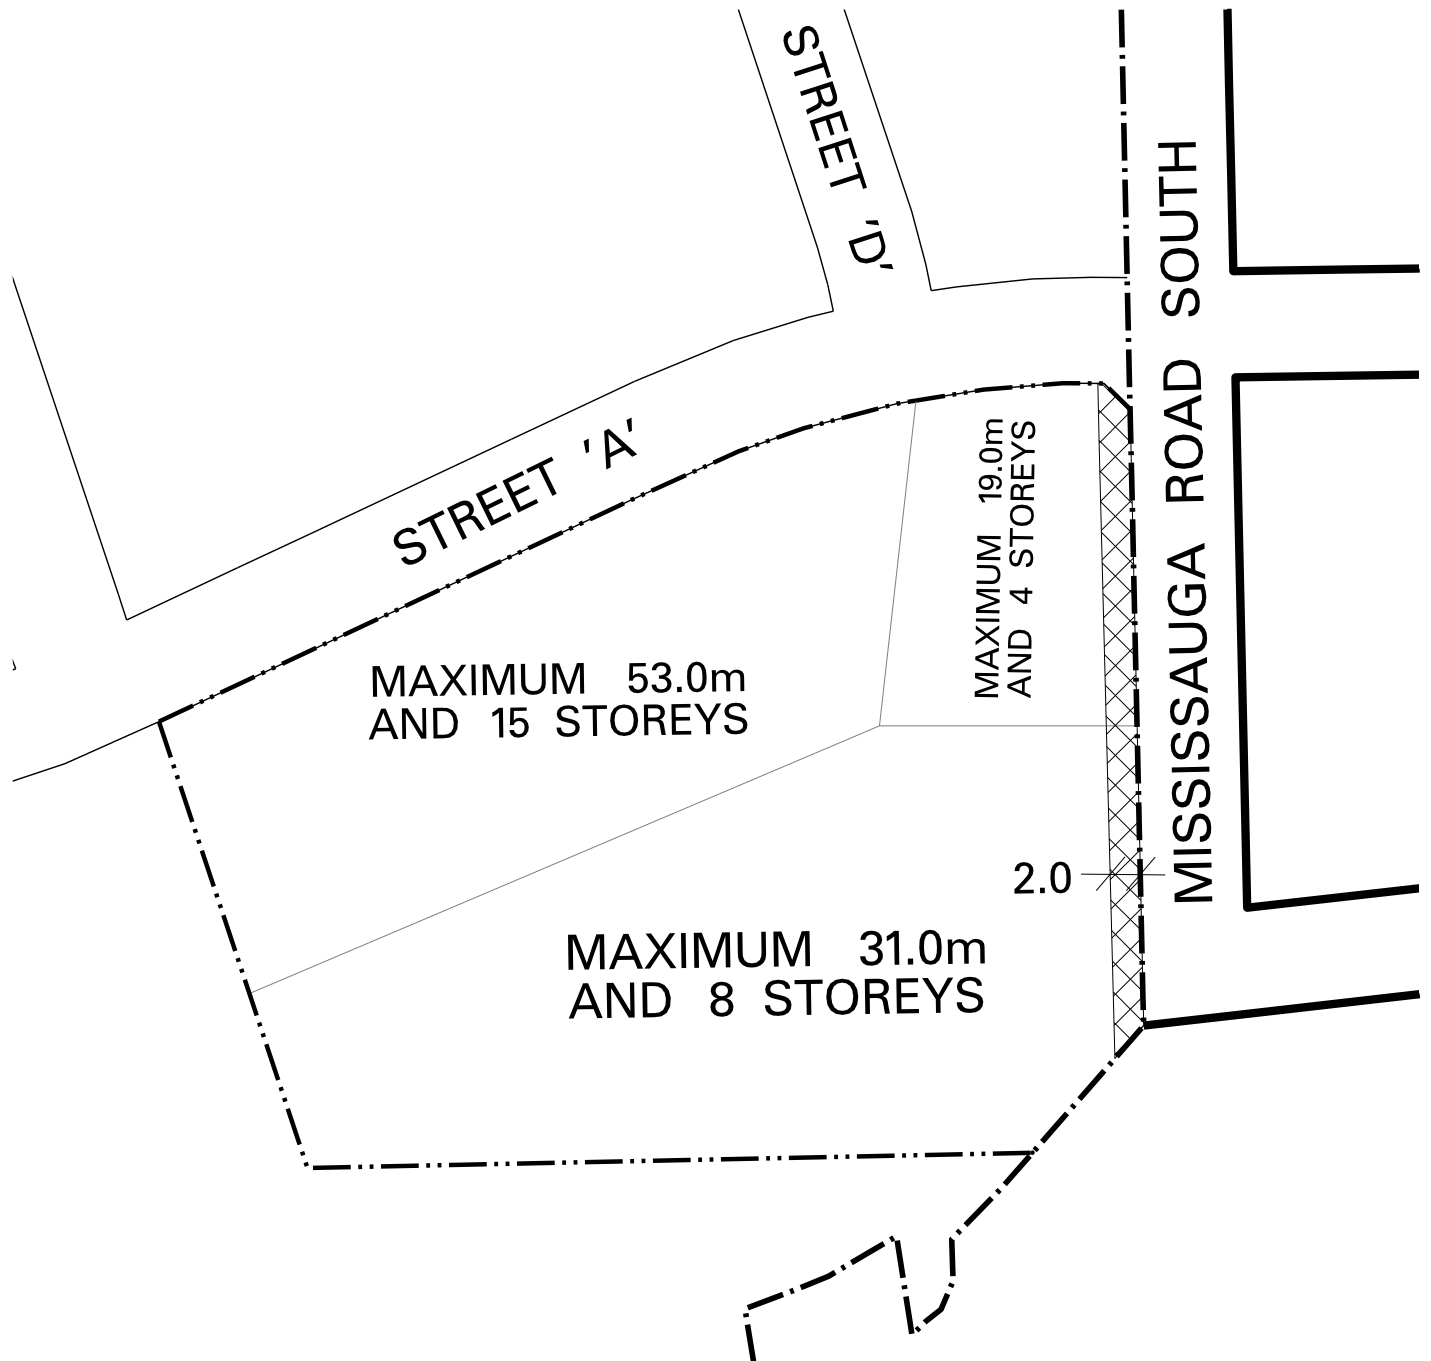 STREET 'D'
MISSISSAUGA ROAD SOUTH
STREET 'A'
MAXIMUM 19.0m
AND 4 STOREYS
MAXIMUM 53.0m
AND 15 STOREYS
2.0
MAXIMUM 31.0m
AND 8 STOREYS